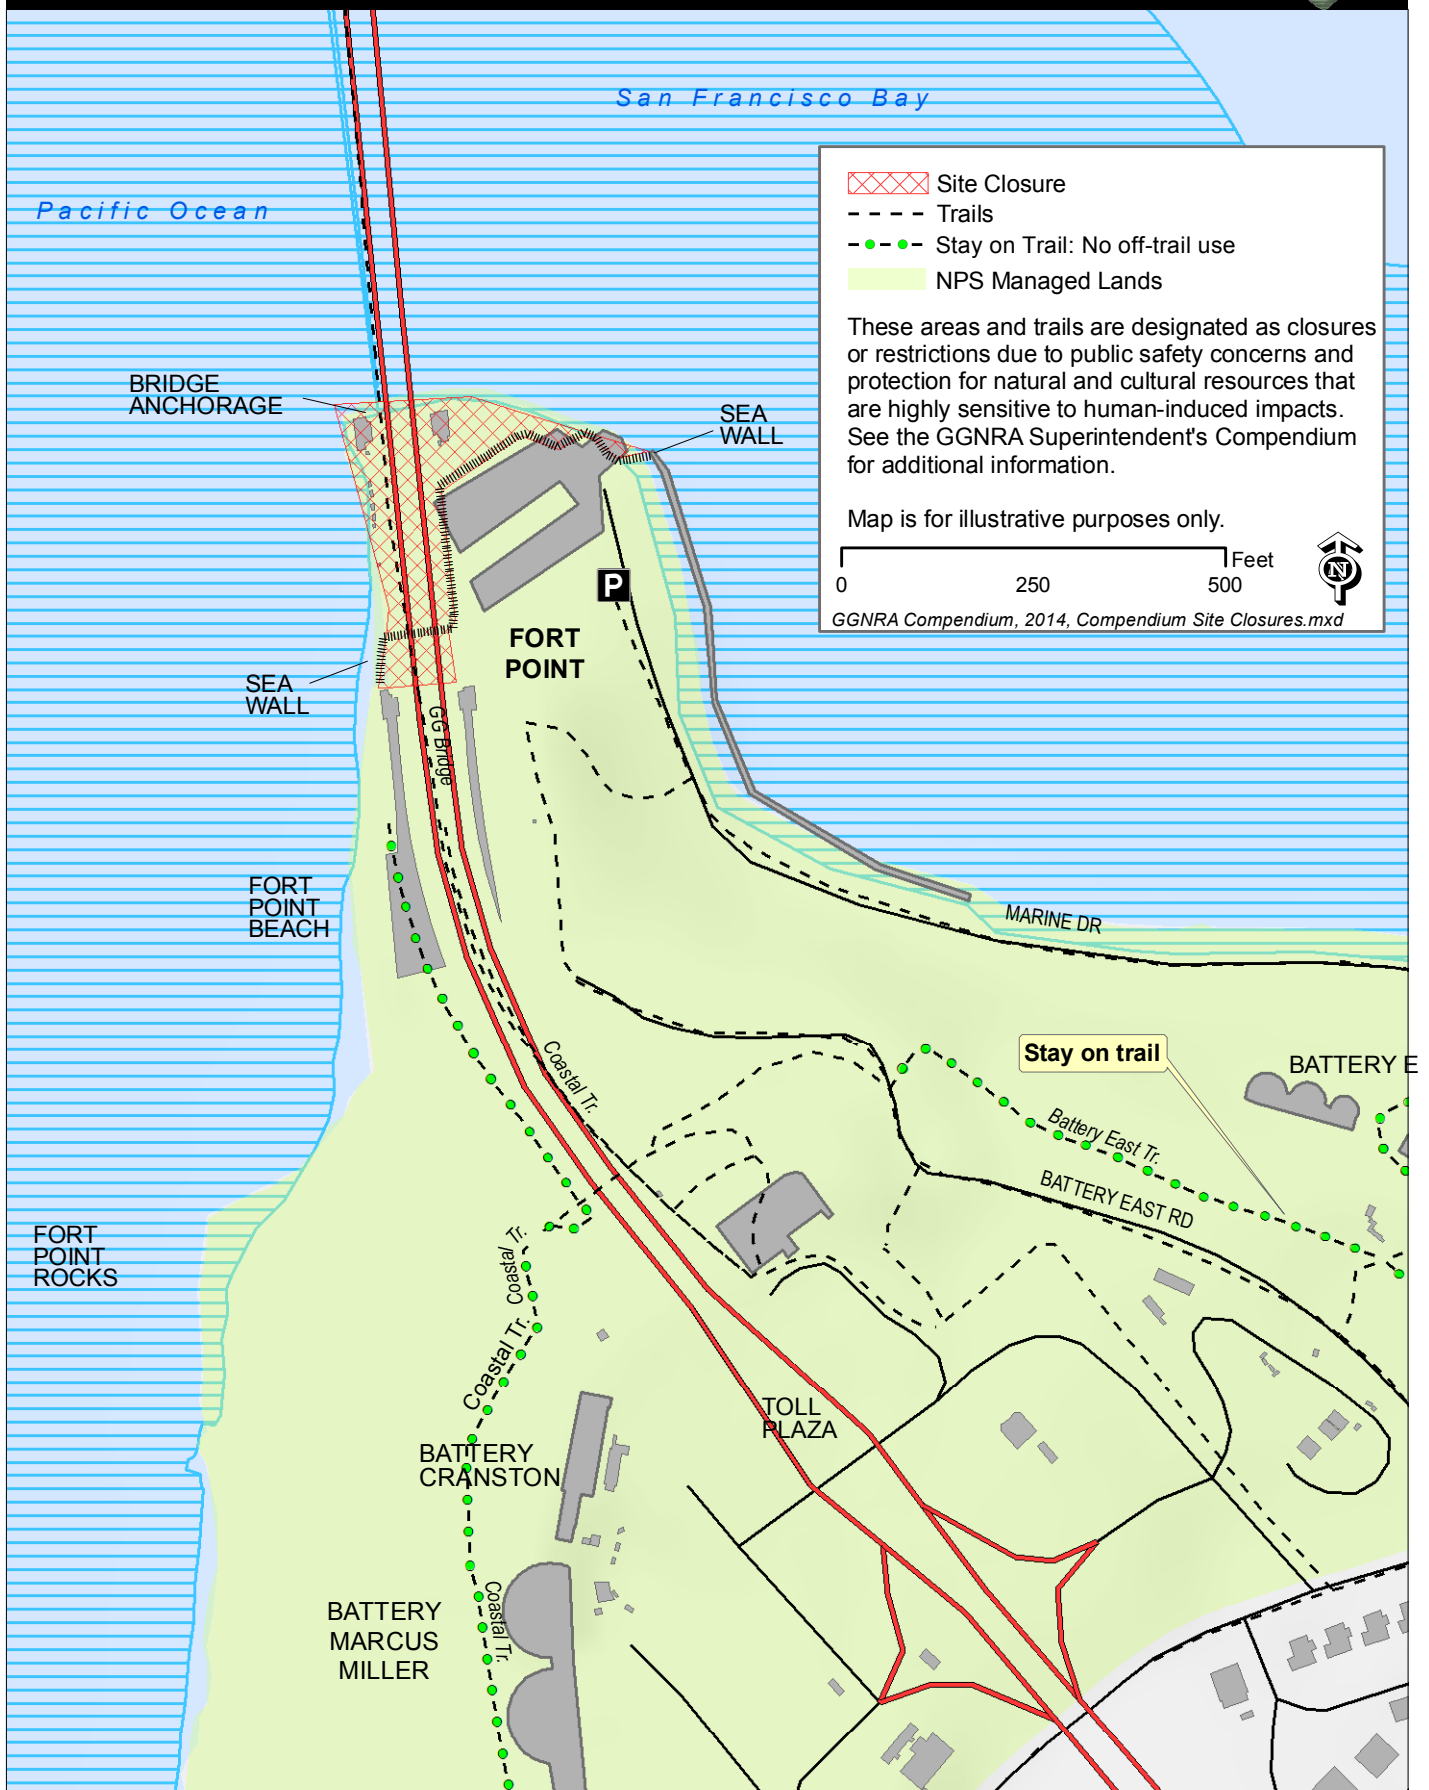 San Francisco Bay
Pacific Ocean
Site Closure
Trails
Stay on Trail: No off-trail use
NPS Managed Lands
These areas and trails are designated as closures
or restrictions due to public safety concerns and
protection for natural and cultural resources that
are highly sensitive to human-induced impacts.
See the GGNRA Superintendent's Compendium
for additional information.
Map is for illustrative purposes only.
Feet
0 250 500
N
GGNRA Compendium, 2014, Compendium Site Closures.mxd
BRIDGE
ANCHORAGE
SEA
WALL
P
FORT
POINT
SEA
WALL
GG Bridge
FORT
POINT
BEACH
MARINE DR
Coastal Tr.
Stay on trail
BATTERY E
Battery East Tr.
BATTERY EAST RD
FORT
POINT
ROCKS
Coastal Tr.
Coastal Tr.
TOLL
PLAZA
BATTERY
CRANSTON
Coastal Tr.
BATTERY
MARCUS
MILLER